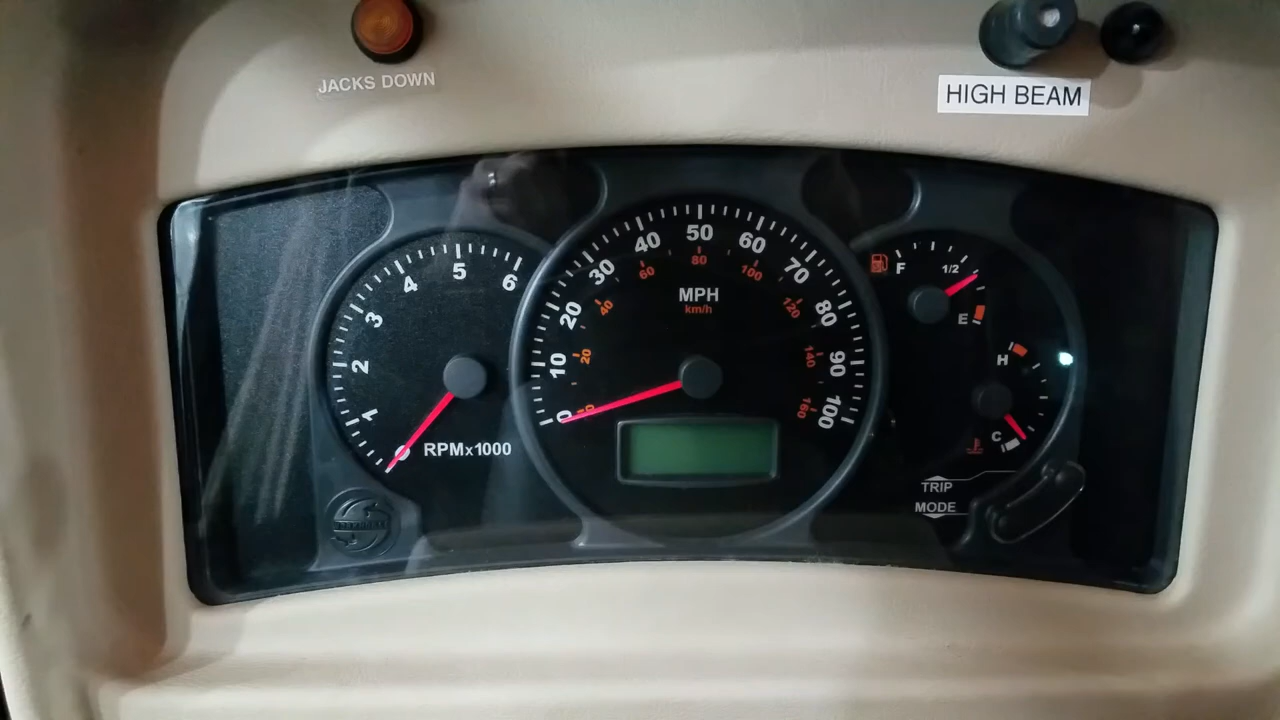 JACKS DOWN
HIGH BEAM
0 1 2 3 4 5 6
RPMx1000
0 10 20 30 40 50 60 70 80 90 100
20 40 60 80 100 120 140 160
MPH
km/h
F 1/2 E
H
C
TRIP
MODE